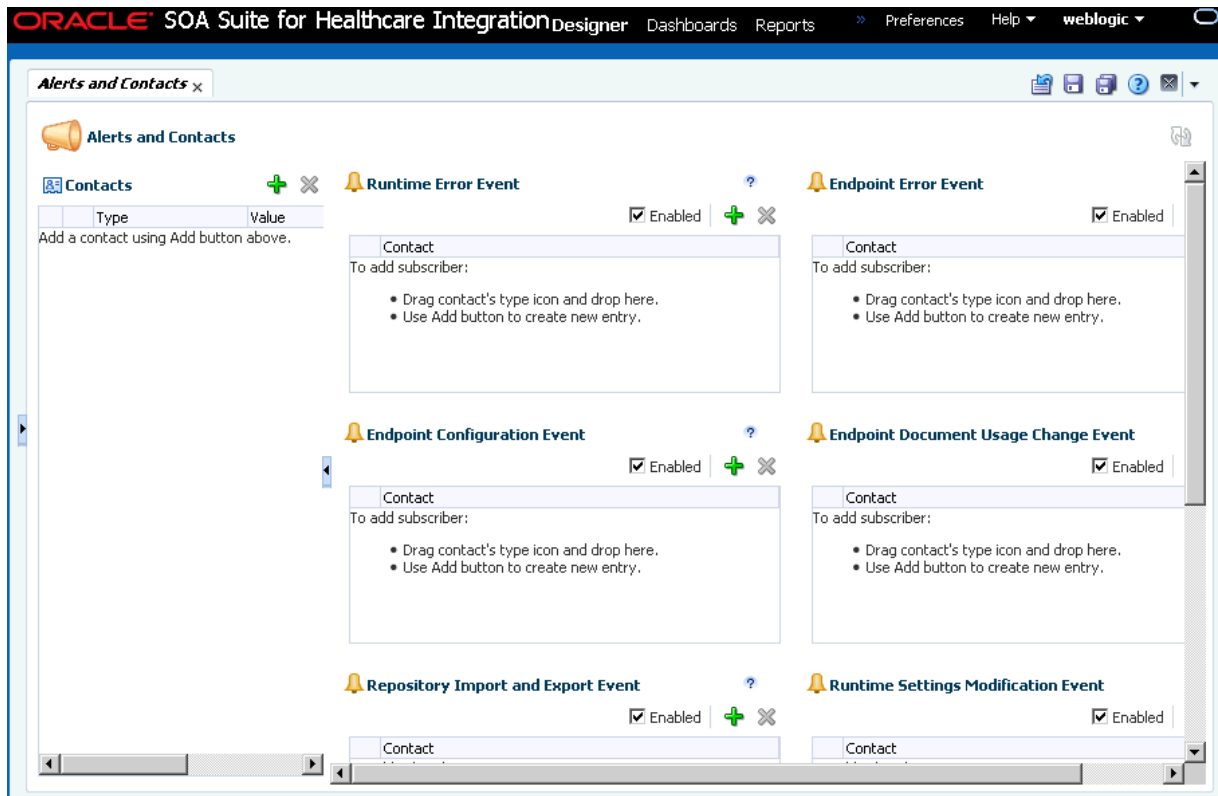 ORACLE SOA Suite for Healthcare Integration Designer Dashboards Reports » Preferences Help weblogic
Alerts and Contacts x
Alerts and Contacts
Contacts
Type Value
Add a contact using Add button above.
Runtime Error Event ?
Enabled
Contact
To add subscriber:
• Drag contact's type icon and drop here.
• Use Add button to create new entry.
Endpoint Error Event
Enabled
Contact
To add subscriber:
• Drag contact's type icon and drop here.
• Use Add button to create new entry.
Endpoint Configuration Event ?
Enabled
Contact
To add subscriber:
• Drag contact's type icon and drop here.
• Use Add button to create new entry.
Endpoint Document Usage Change Event
Enabled
Contact
To add subscriber:
• Drag contact's type icon and drop here.
• Use Add button to create new entry.
Repository Import and Export Event ?
Enabled
Contact
Runtime Settings Modification Event
Enabled
Contact